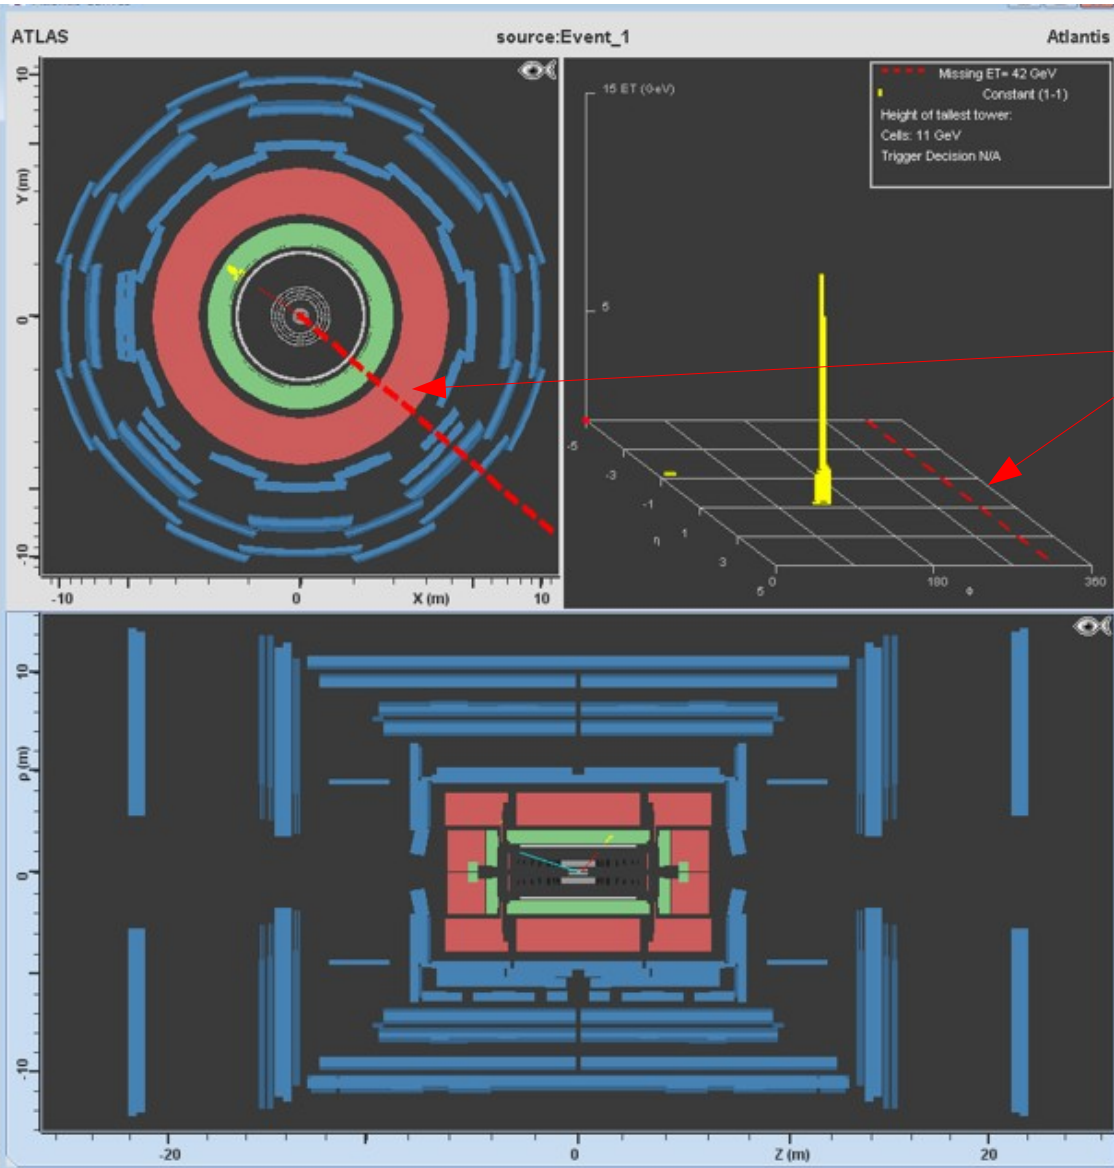 ATLAS source:Event_1 Atlantis
10
Y (m)
0
-10
-10 0 X (m) 10
15 ET (GeV)
Missing ET= 42 GeV
Constant (1-1)
Height of tallest tower:
Cells: 11 GeV
Trigger Decision N/A
5
-5
-3
-1
η 1
3
5 0 180 Φ 360
10
ρ (m)
0
-10
-20 0 Z (m) 20